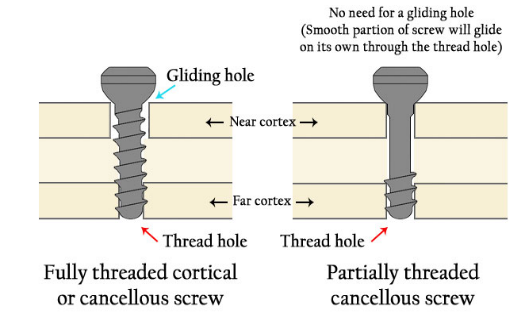 No need for a gliding hole
(Smooth partion of screw will glide
on its own through the thread hole)
Gliding hole
← Near cortex →
← Far cortex →
Thread hole
Thread hole
Fully threaded cortical
or cancellous screw
Partially threaded
cancellous screw